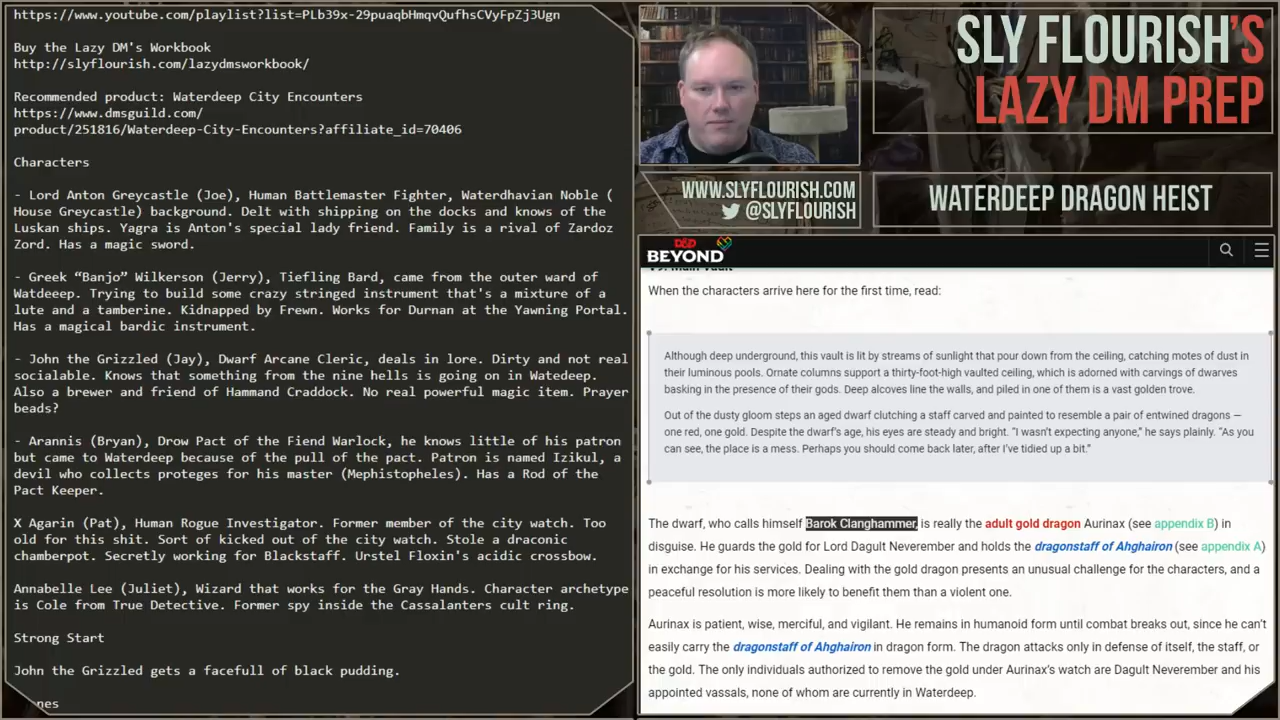 https://www.youtube.com/playlist?list=PLb39x-29puaqbHmqvQufhsCVyFpZj3Ugn
Buy the Lazy DM's Workbook
http://slyflourish.com/lazydmsworkbook/
Recommended product: Waterdeep City Encounters
https://www.dmsguild.com/
product/251816/Waterdeep-City-Encounters?affiliate_id=70406
Characters
- Lord Anton Greycastle (Joe), Human Battlemaster Fighter, Waterdhavian Noble (
House Greycastle) background. Delt with shipping on the docks and knows of the
Luskan ships. Yagra is Anton's special lady friend. Family is a rival of Zardoz
Zord. Has a magic sword.
- Greek “Banjo” Wilkerson (Jerry), Tiefling Bard, came from the outer ward of
Watdeeep. Trying to build some crazy stringed instrument that's a mixture of a
lute and a tamberine. Kidnapped by Frewn. Works for Durnan at the Yawning Portal.
Has a magical bardic instrument.
- John the Grizzled (Jay), Dwarf Arcane Cleric, deals in lore. Dirty and not real
socialable. Knows that something from the nine hells is going on in Watedeep.
Also a brewer and friend of Hammand Craddock. No real powerful magic item. Prayer
beads?
- Arannis (Bryan), Drow Pact of the Fiend Warlock, he knows little of his patron
but came to Waterdeep because of the pull of the pact. Patron is named Izikul, a
devil who collects proteges for his master (Mephistopheles). Has a Rod of the
Pact Keeper.
X Agarin (Pat), Human Rogue Investigator. Former member of the city watch. Too
old for this shit. Sort of kicked out of the city watch. Stole a draconic
chamberpot. Secretly working for Blackstaff. Urstel Floxin's acidic crossbow.
Annabelle Lee (Juliet), Wizard that works for the Gray Hands. Character archetype
is Cole from True Detective. Former spy inside the Cassalanters cult ring.
Strong Start
John the Grizzled gets a facefull of black pudding.
nes
SLY FLOURISH'S
LAZY DM PREP
WWW.SLYFLOURISH.COM
@SLYFLOURISH
WATERDEEP DRAGON HEIST
D&D
BEYOND
V9. Main Vault
When the characters arrive here for the first time, read:
Although deep underground, this vault is lit by streams of sunlight that pour down from the ceiling, catching motes of dust in
their luminous pools. Ornate columns support a thirty-foot-high vaulted ceiling, which is adorned with carvings of dwarves
basking in the presence of their gods. Deep alcoves line the walls, and piled in one of them is a vast golden trove.
Out of the dusty gloom steps an aged dwarf clutching a staff carved and painted to resemble a pair of entwined dragons —
one red, one gold. Despite the dwarf's age, his eyes are steady and bright. “I wasn't expecting anyone,” he says plainly. “As you
can see, the place is a mess. Perhaps you should come back later, after I've tidied up a bit.”
The dwarf, who calls himself Barok Clanghammer, is really the adult gold dragon Aurinax (see appendix B) in
disguise. He guards the gold for Lord Dagult Neverember and holds the dragonstaff of Ahghairon (see appendix A)
in exchange for his services. Dealing with the gold dragon presents an unusual challenge for the characters, and a
peaceful resolution is more likely to benefit them than a violent one.
Aurinax is patient, wise, merciful, and vigilant. He remains in humanoid form until combat breaks out, since he can't
easily carry the dragonstaff of Ahghairon in dragon form. The dragon attacks only in defense of itself, the staff, or
the gold. The only individuals authorized to remove the gold under Aurinax's watch are Dagult Neverember and his
appointed vassals, none of whom are currently in Waterdeep.